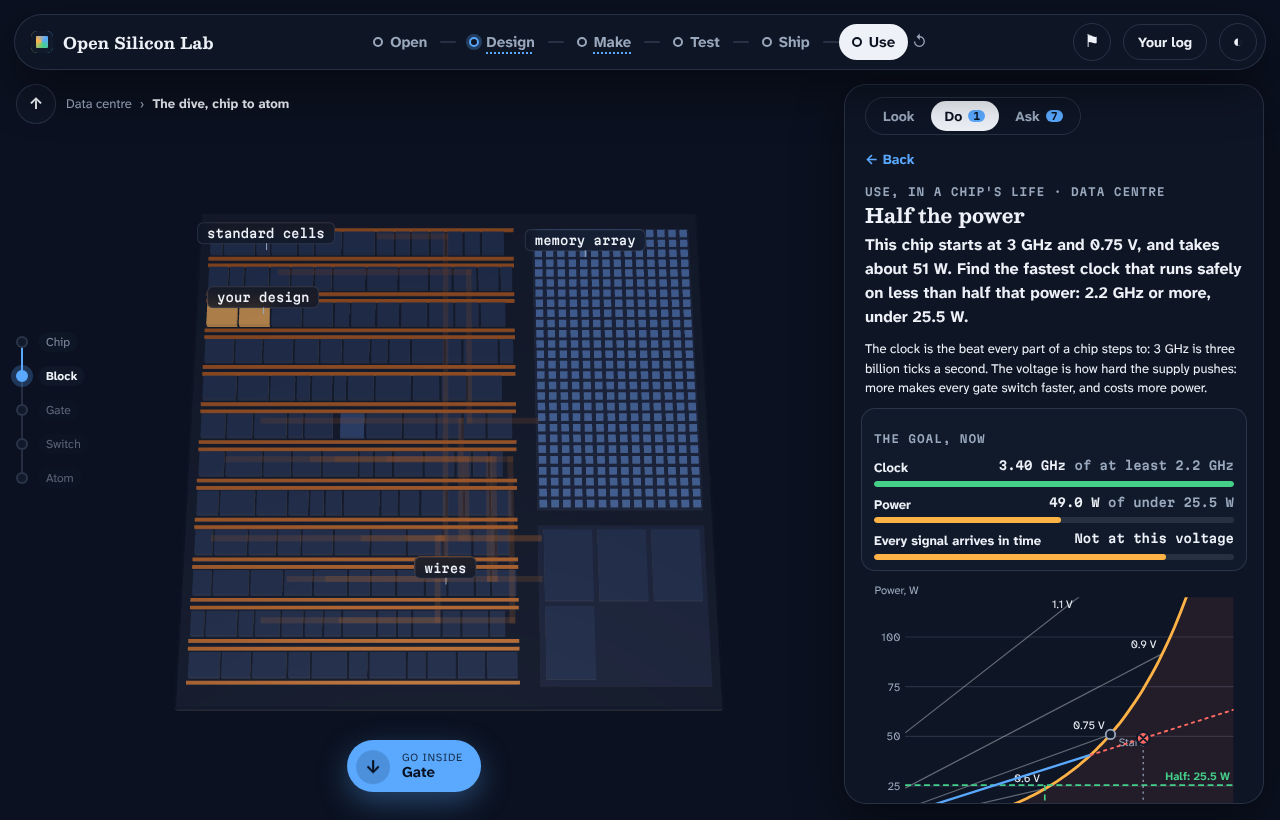 Open Silicon Lab
Open
Design
Make
Test
Ship
Use
Your log
Data centre › The dive, chip to atom
Look
Do 1
Ask 7
← Back
USE, IN A CHIP'S LIFE · DATA CENTRE
Half the power
This chip starts at 3 GHz and 0.75 V, and takes
about 51 W. Find the fastest clock that runs safely
on less than half that power: 2.2 GHz or more,
under 25.5 W.
The clock is the beat every part of a chip steps to: 3 GHz is three
billion ticks a second. The voltage is how hard the supply pushes:
more makes every gate switch faster, and costs more power.
THE GOAL, NOW
Clock 3.40 GHz of at least 2.2 GHz
Power 49.0 W of under 25.5 W
Every signal arrives in time Not at this voltage
Power, W
1.1 V
100
0.9 V
75
0.75 V
50
0.6 V
Half: 25.5 W
25
standard cells
memory array
your design
wires
Chip
Block
Gate
Switch
Atom
GO INSIDE
Gate